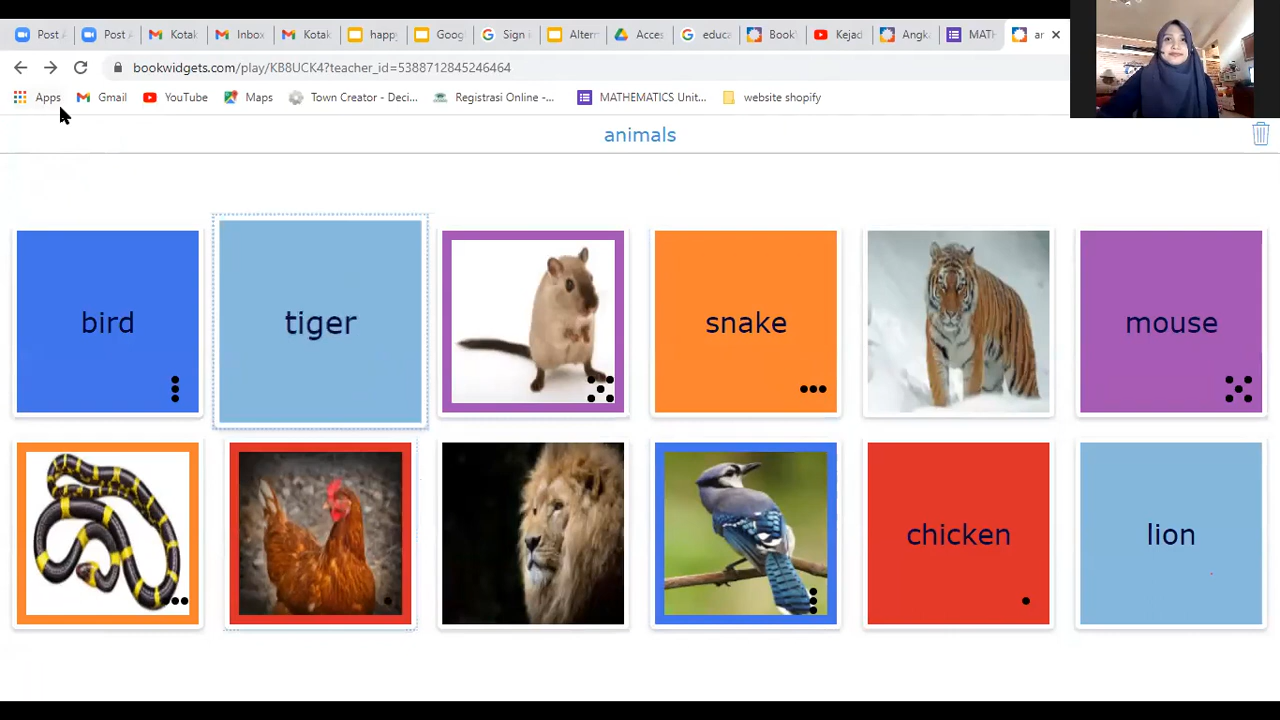 Post A Post A Kotak Inbo Kotak happ Goog Sign i Altern Acces educa Book Kejad Angk MATH ar
bookwidgets.com/play/KB8UCK4?teacher_id=5388712845246464
Apps Gmail YouTube Maps Town Creator - Deci... Registrasi Online -... MATHEMATICS Unit... website shopify
animals
bird tiger snake mouse
chicken lion